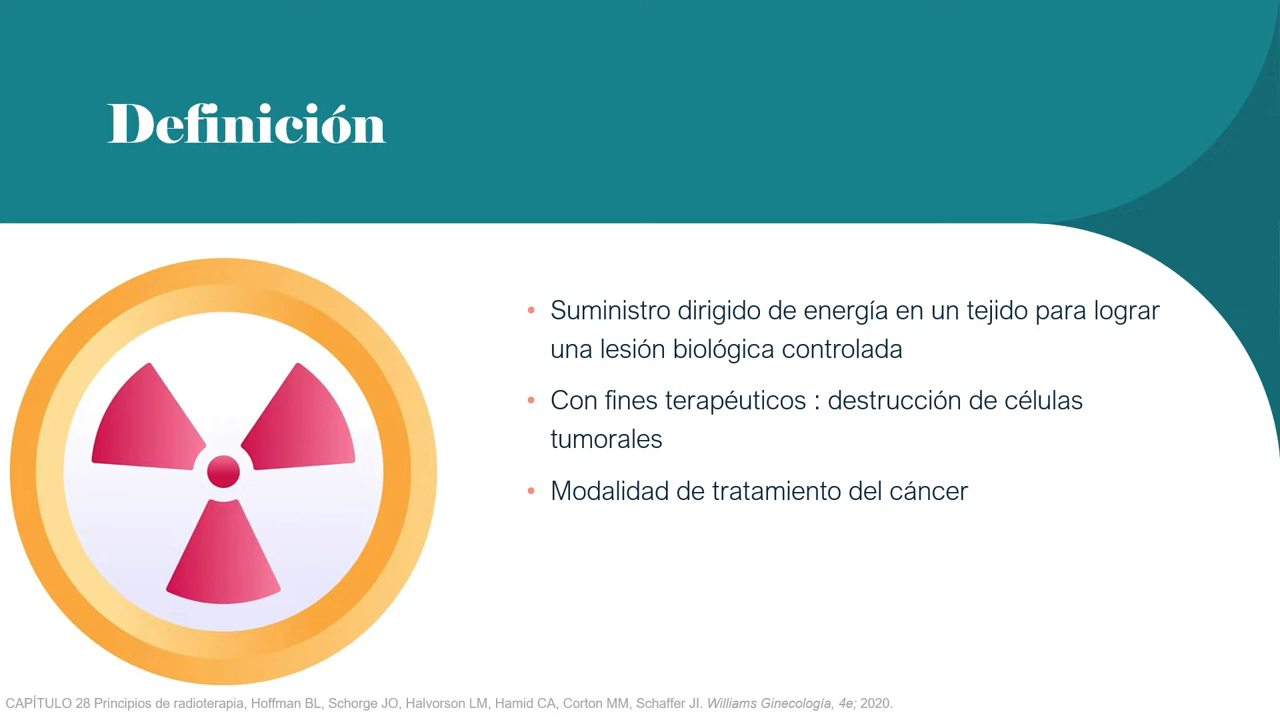 Definición
• Suministro dirigido de energía en un tejido para lograr
una lesión biológica controlada
• Con fines terapéuticos : destrucción de células
tumorales
• Modalidad de tratamiento del cáncer
CAPÍTULO 28 Principios de radioterapia, Hoffman BL, Schorge JO, Halvorson LM, Hamid CA, Corton MM, Schaffer JI. Williams Ginecología, 4e; 2020.